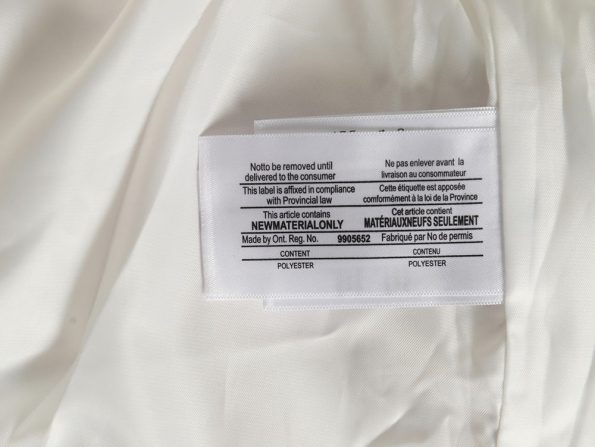 Notto be removed until
delivered to the consumer
Ne pas enlever avant la
livraison au consommateur
This label is affixed in compliance
with Provincial law
Cette étiquette est apposée
comformément à la loi de la Province
This article contains
NEWMATERIALONLY
Cet article contient
MATÉRIAUXNEUFS SEULEMENT
Made by Ont. Reg. No. 9905652 Fabriqué par No de permis
CONTENT
POLYESTER
CONTENU
POLYESTER